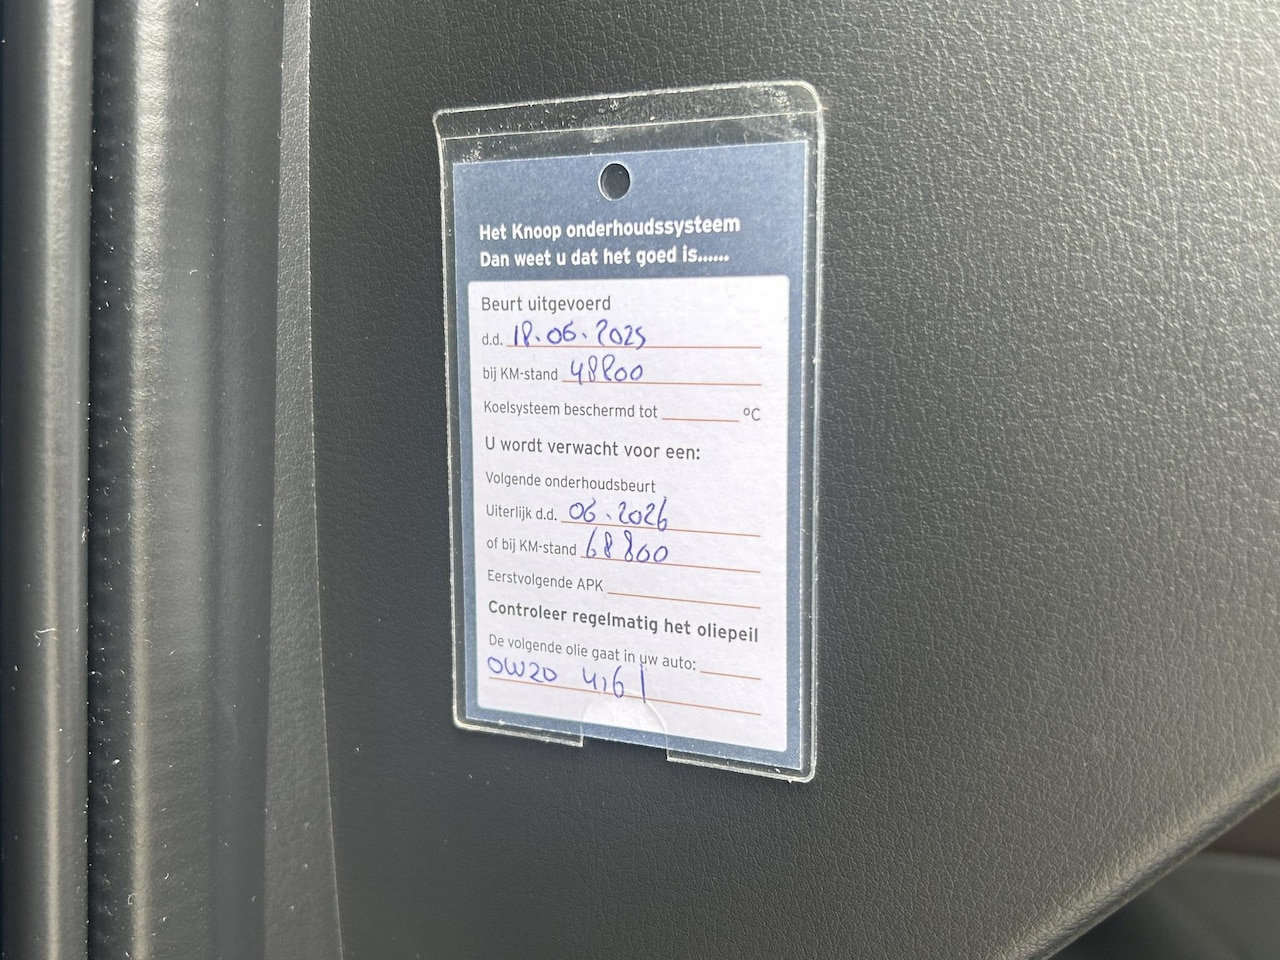 Het Knoop onderhoudssysteem
Dan weet u dat het goed is......
Beurt uitgevoerd
d.d. 18.06.2025
bij KM-stand 48800
Koelsysteem beschermd tot ºC
U wordt verwacht voor een:
Volgende onderhoudsbeurt
Uiterlijk d.d. 06.2026
of bij KM-stand 68800
Eerstvolgende APK
Controleer regelmatig het oliepeil
De volgende olie gaat in uw auto:
0W20 4,6 l